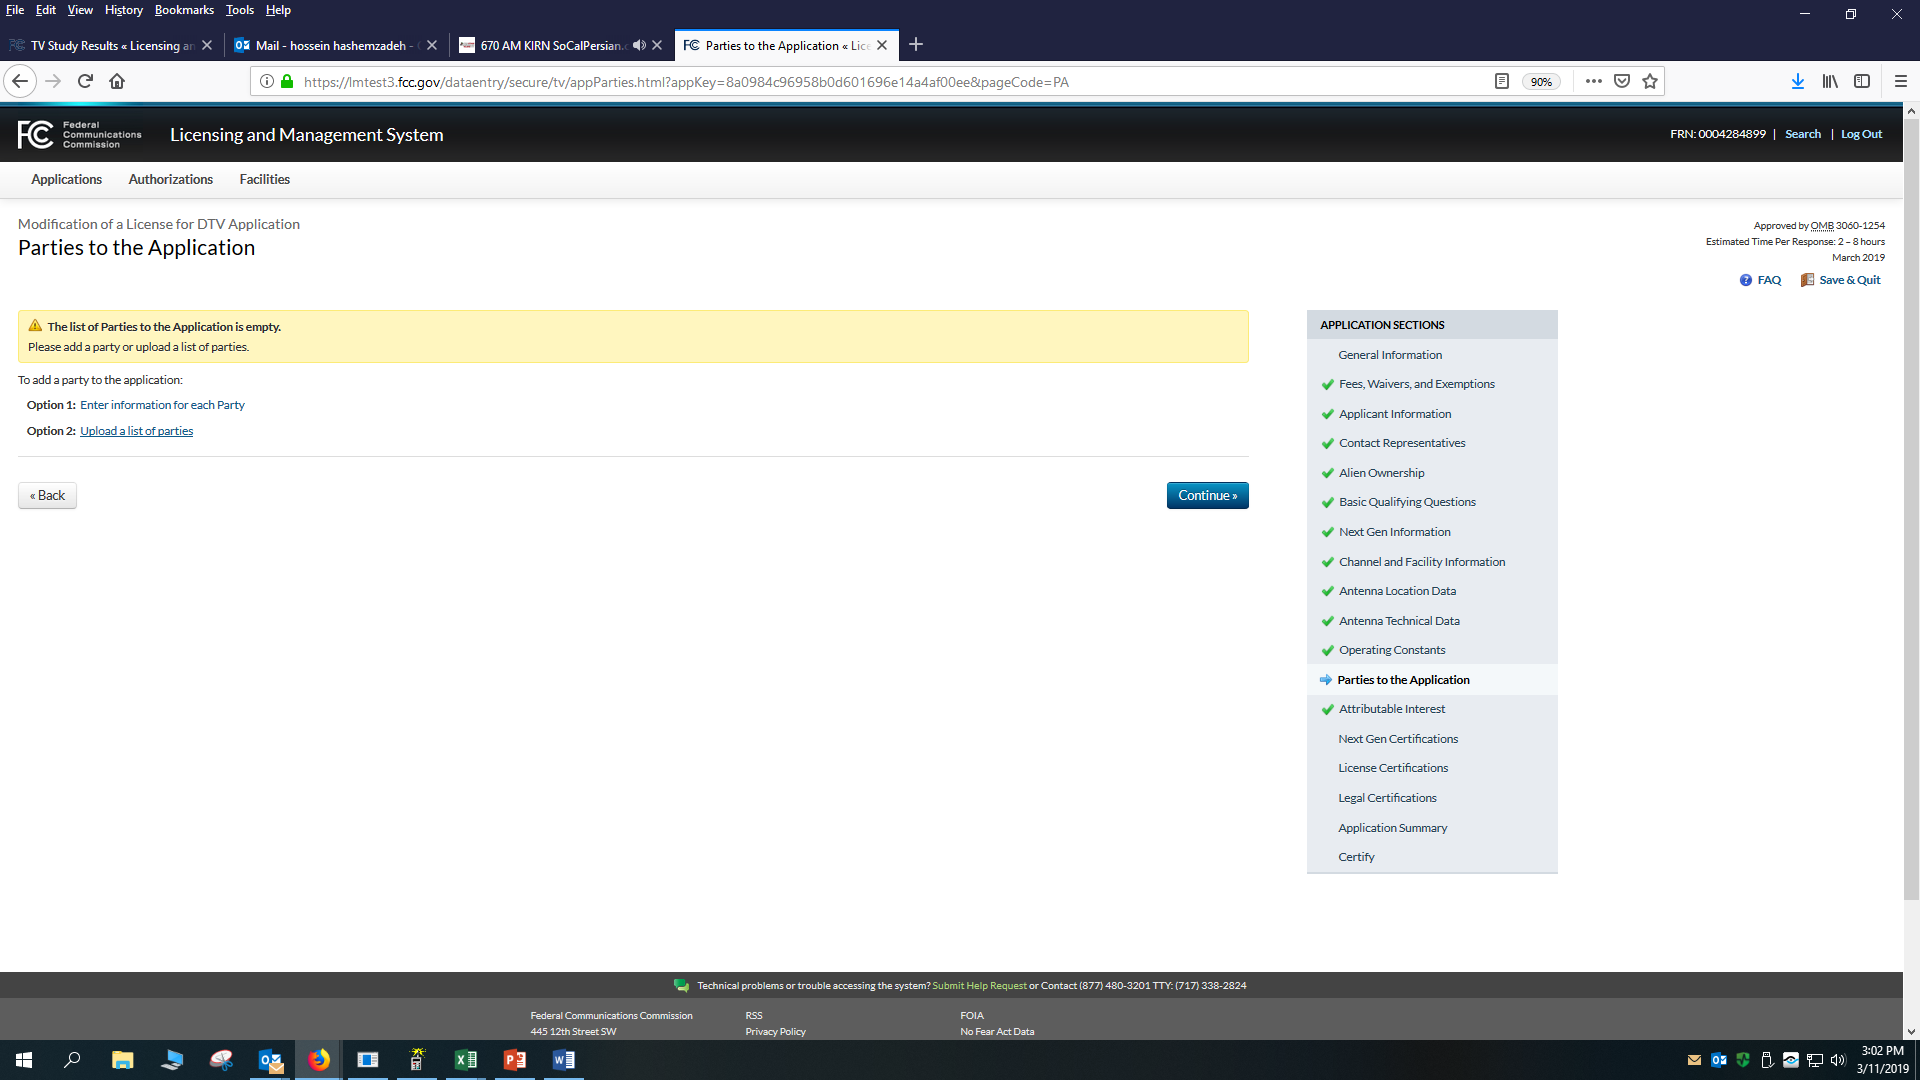 File Edit View History Bookmarks Tools Help
TV Study Results « Licensing an
Mail - hossein hashemzadeh -
670 AM KIRN SoCalPersian.
Parties to the Application « Lice
https://lmtest3.fcc.gov/dataentry/secure/tv/appParties.html?appKey=8a0984c96958b0d601696e14a4af00ee&pageCode=PA
90%
FC Federal Communications Commission
Licensing and Management System
FRN: 0004284899 | Search | Log Out
Applications Authorizations Facilities
Modification of a License for DTV Application
Parties to the Application
Approved by OMB 3060-1254
Estimated Time Per Response: 2 – 8 hours
March 2019
FAQ Save & Quit
The list of Parties to the Application is empty.
Please add a party or upload a list of parties.
To add a party to the application:
Option 1: Enter information for each Party
Option 2: Upload a list of parties
« Back
Continue »
APPLICATION SECTIONS
General Information
Fees, Waivers, and Exemptions
Applicant Information
Contact Representatives
Alien Ownership
Basic Qualifying Questions
Next Gen Information
Channel and Facility Information
Antenna Location Data
Antenna Technical Data
Operating Constants
Parties to the Application
Attributable Interest
Next Gen Certifications
License Certifications
Legal Certifications
Application Summary
Certify
Technical problems or trouble accessing the system? Submit Help Request or Contact (877) 480-3201 TTY: (717) 338-2824
Federal Communications Commission
445 12th Street SW
RSS
Privacy Policy
FOIA
No Fear Act Data
3:02 PM
3/11/2019